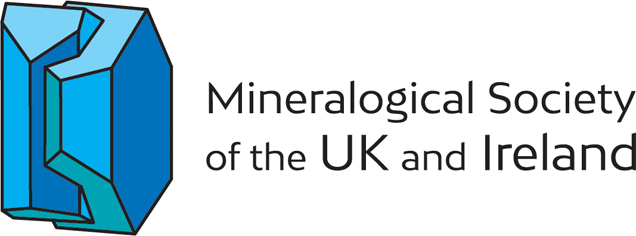 Mineralogical Society
of the UK and Ireland